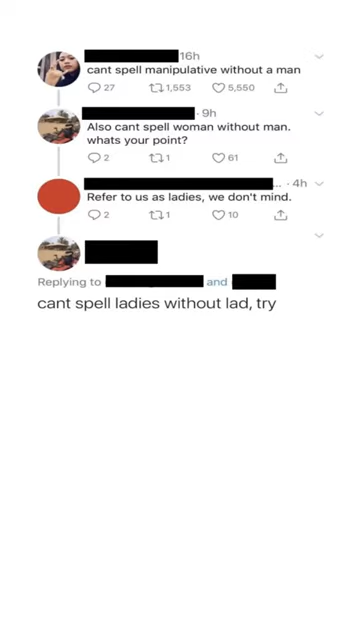 16h
cant spell manipulative without a man
27 1,553 5,550
· 9h
Also cant spell woman without man.
whats your point?
2 1 61
... · 4h
Refer to us as ladies, we don't mind.
2 1 10
Replying to and
cant spell ladies without lad, try